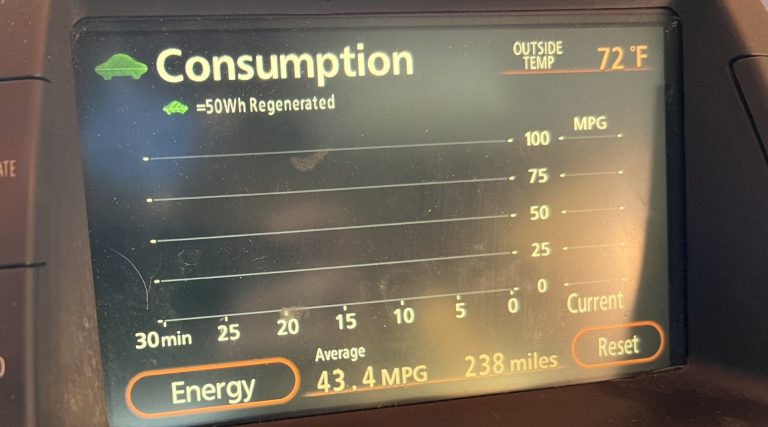 Consumption
OUTSIDE
TEMP
72°F
=50Wh Regenerated
MPG
100
75
50
25
0
Current
30min 25 20 15 10 5 0
Average
43.4 MPG 238 miles
Energy
Reset